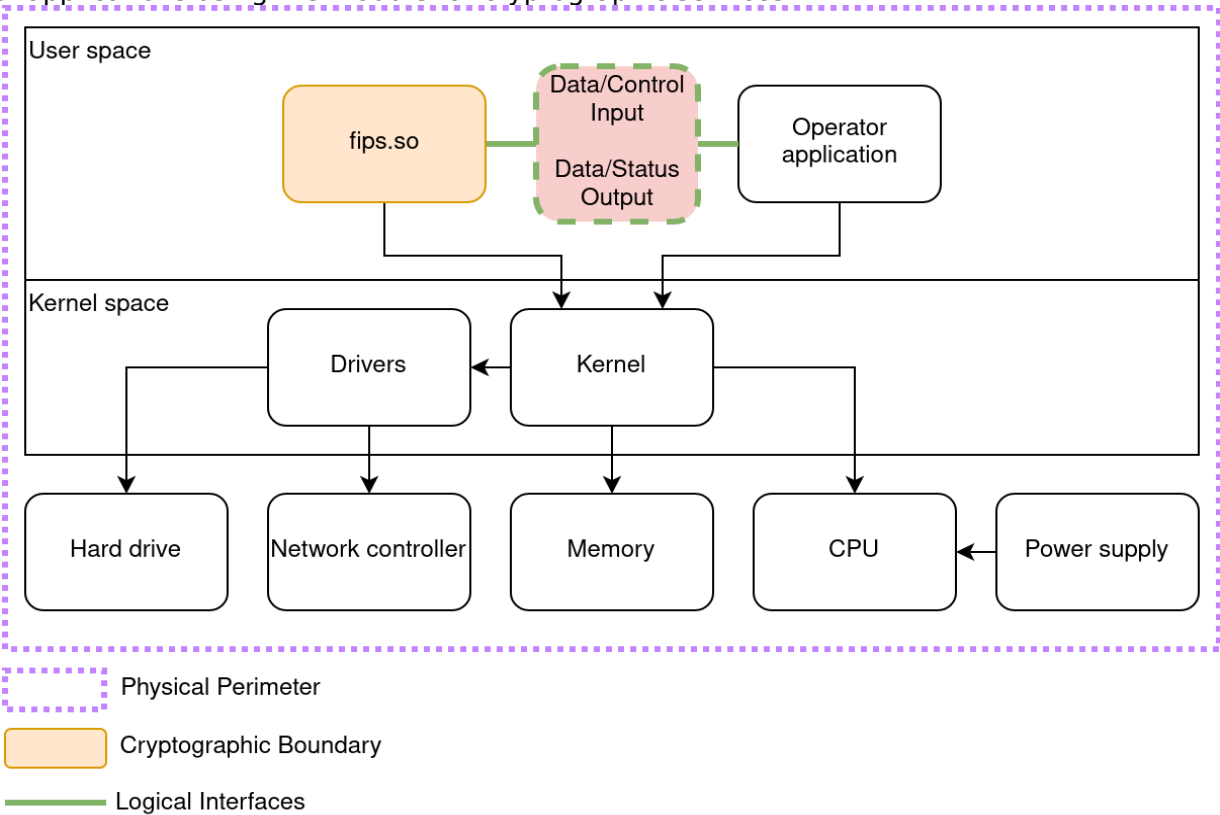 User space
fips.so
Data/Control
Input
Data/Status
Output
Operator
application
Kernel space
Drivers
Kernel
Hard drive
Network controller
Memory
CPU
Power supply
Physical Perimeter
Cryptographic Boundary
Logical Interfaces